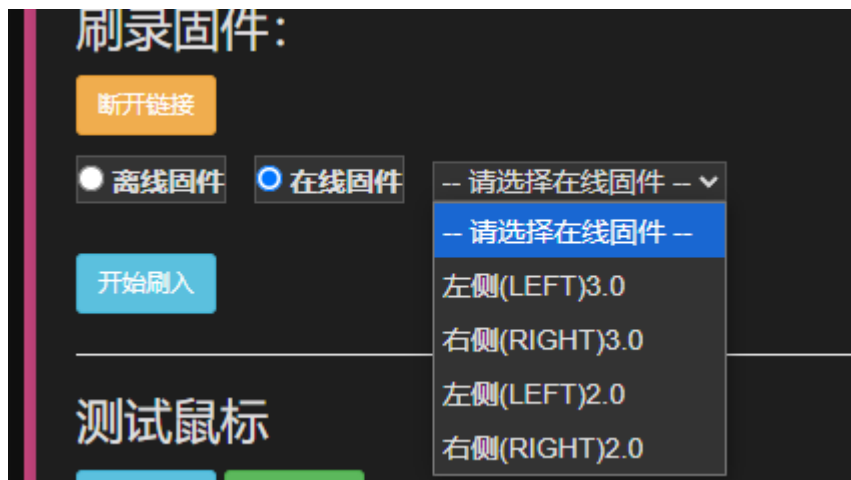 刷录固件：
断开链接
离线固件 在线固件 -- 请选择在线固件 --
-- 请选择在线固件 --
开始刷入
左侧(LEFT)3.0
右侧(RIGHT)3.0
左侧(LEFT)2.0
右侧(RIGHT)2.0
测试鼠标